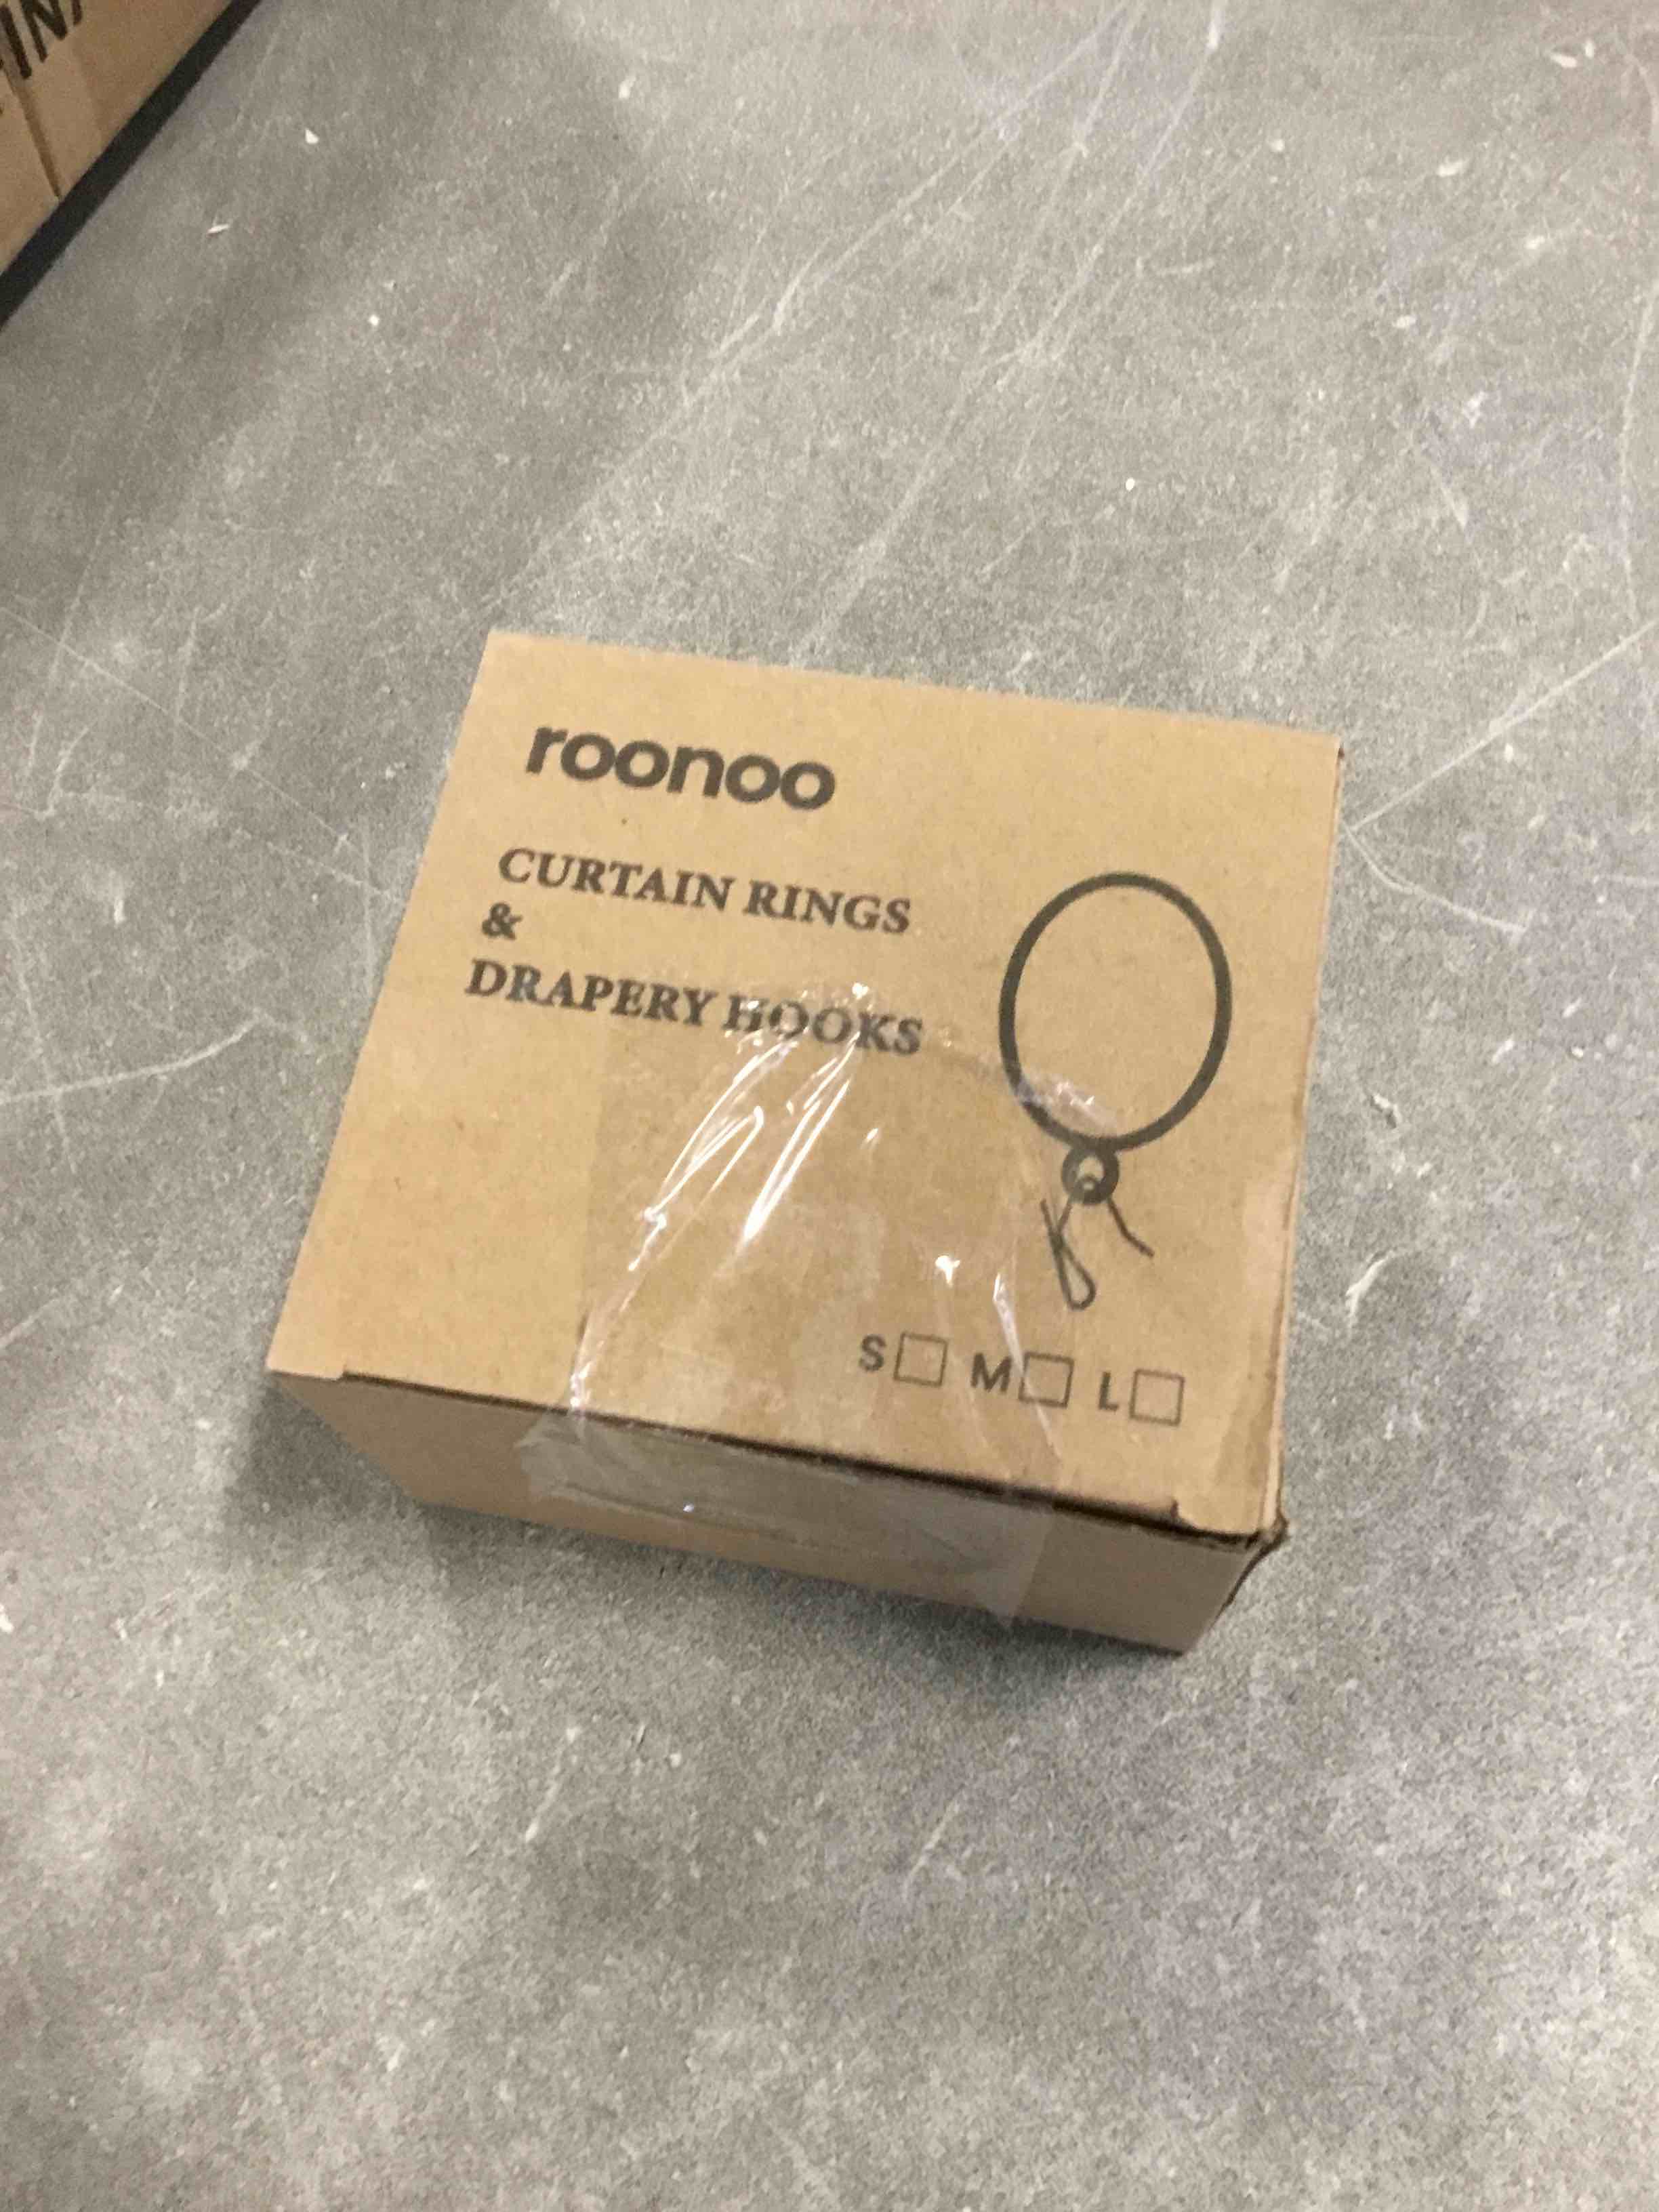 roonoo
CURTAIN RINGS
&
DRAPERY HOOKS
S□ M□ L□